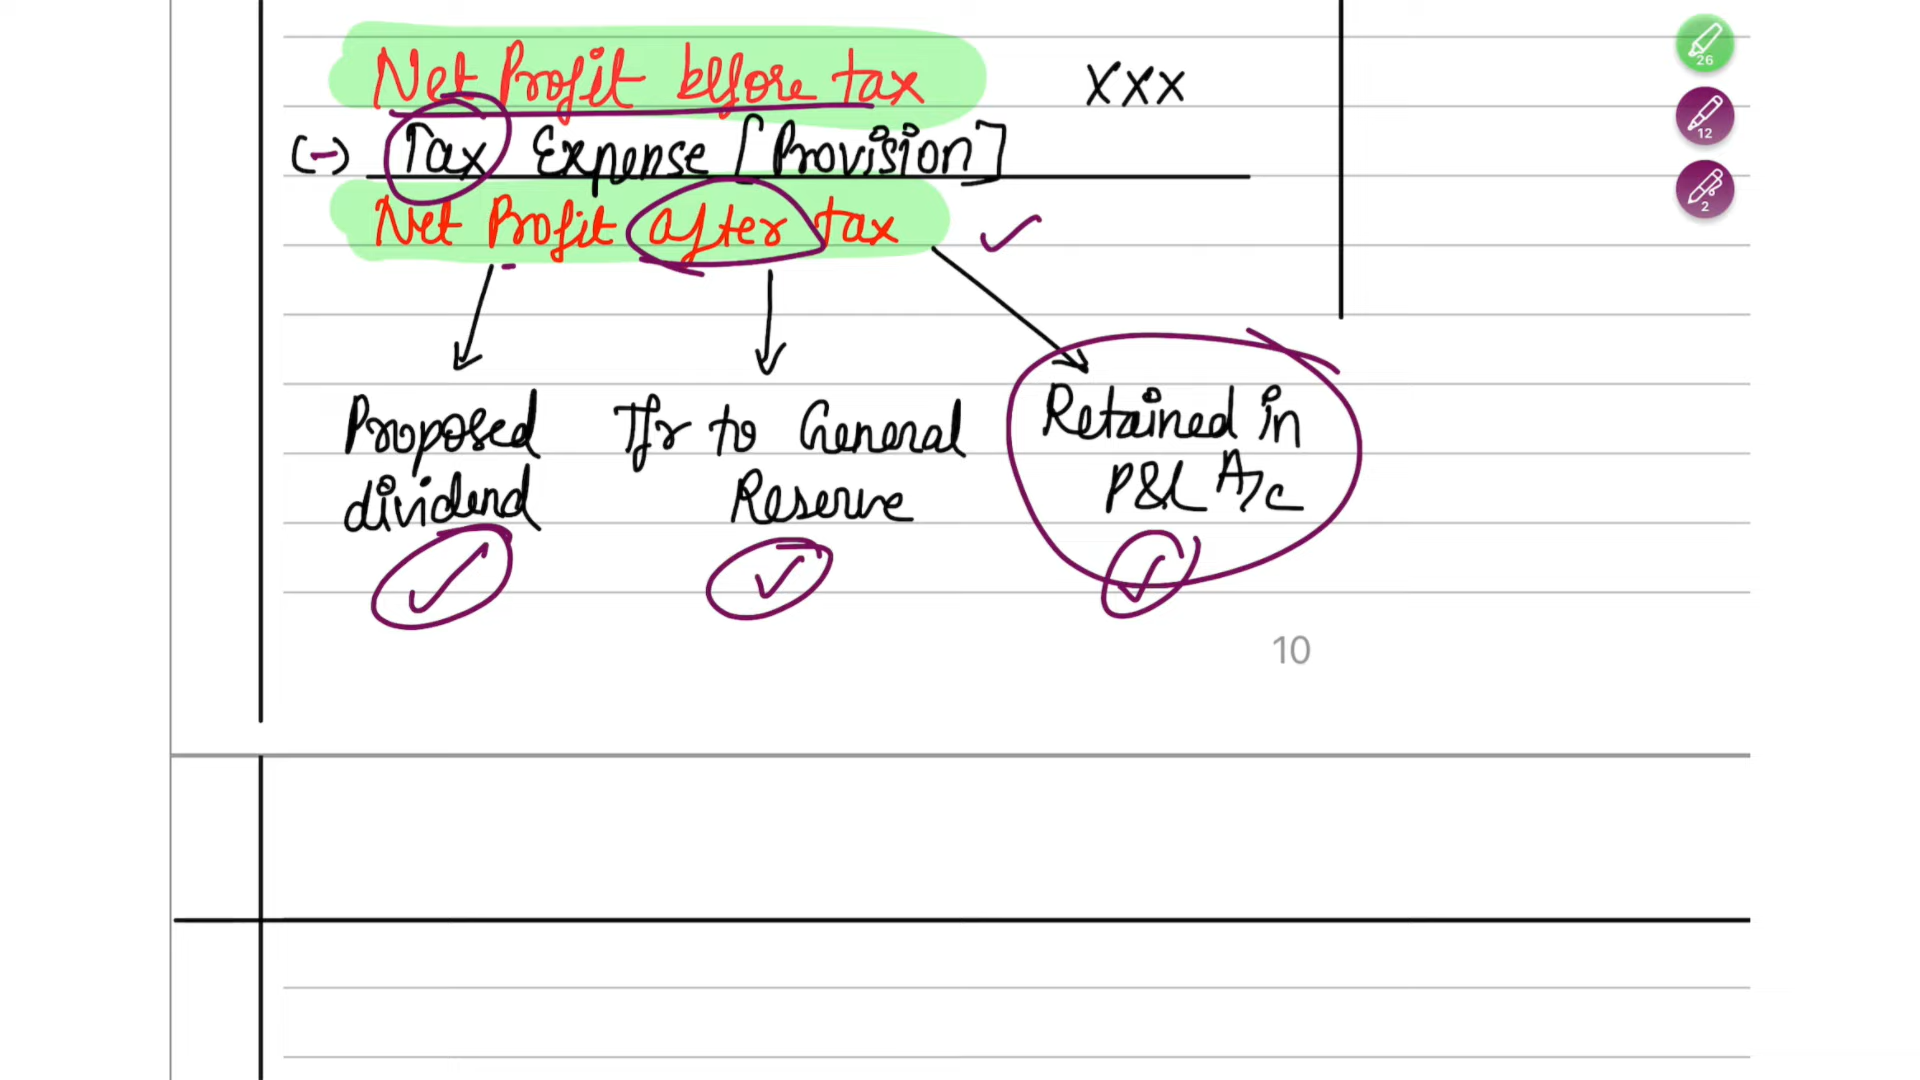 Net Profit before tax XXX
(-) Tax Expense [Provision]
Net Profit after tax
Proposed dividend
Tfr to General Reserve
Retained in P&L A/c
10
26
12
2